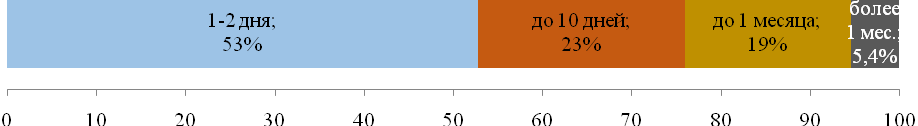 1-2 дня;
53%
до 10 дней;
23%
до 1 месяца;
19%
более
1 мес.;
5,4%
0 10 20 30 40 50 60 70 80 90 100